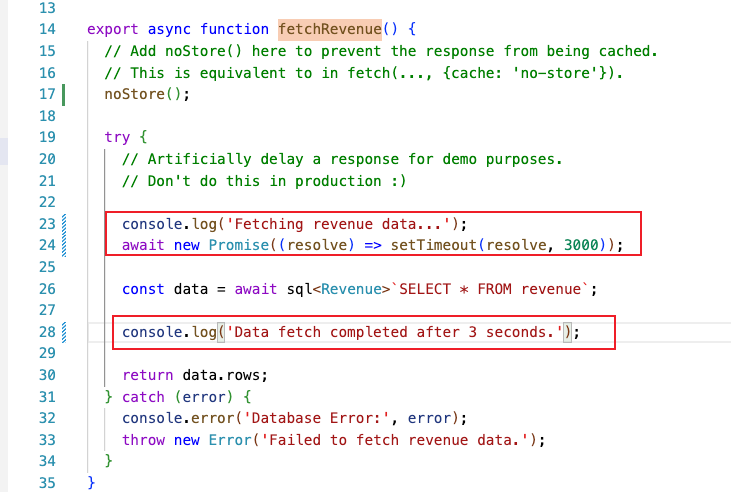 13
14 export async function fetchRevenue() {
15 // Add noStore() here to prevent the response from being cached.
16 // This is equivalent to in fetch(..., {cache: 'no-store'}).
17 noStore();
18
19 try {
20 // Artificially delay a response for demo purposes.
21 // Don't do this in production :)
22
23 console.log('Fetching revenue data...');
24 await new Promise((resolve) => setTimeout(resolve, 3000));
25
26 const data = await sql<Revenue>`SELECT * FROM revenue`;
27
28 console.log('Data fetch completed after 3 seconds.');
29
30 return data.rows;
31 } catch (error) {
32 console.error('Database Error:', error);
33 throw new Error('Failed to fetch revenue data.');
34 }
35 }